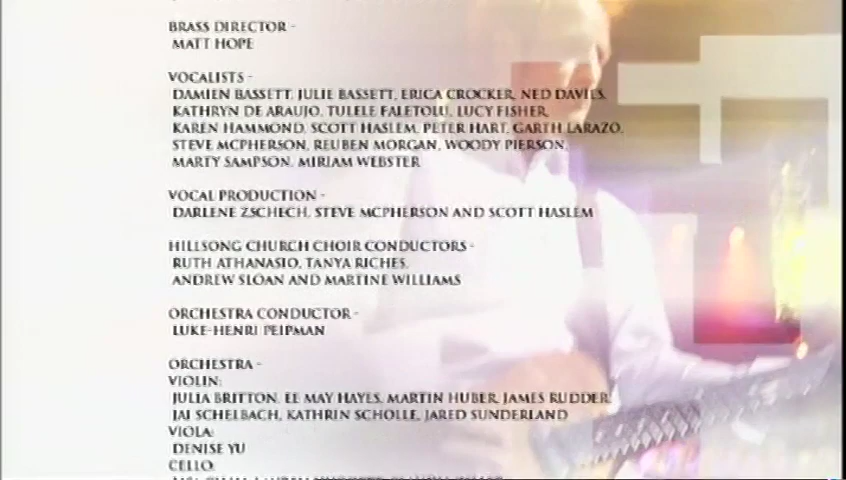 BRASS DIRECTOR -
MATT HOPE
VOCALISTS -
DAMIEN BASSETT, JULIE BASSETT, ERICA CROCKER, NED DAVIES,
KATHRYN DE ARAUJO, TULELE FALETOLU, LUCY FISHER,
KAREN HAMMOND, SCOTT HASLEM, PETER HART, GARTH LARAZO,
STEVE MCPHERSON, REUBEN MORGAN, WOODY PIERSON,
MARTY SAMPSON, MIRIAM WEBSTER
VOCAL PRODUCTION -
DARLENE ZSCHECH, STEVE MCPHERSON AND SCOTT HASLEM
HILLSONG CHURCH CHOIR CONDUCTORS -
RUTH ATHANASIO, TANYA RICHES,
ANDREW SLOAN AND MARTINE WILLIAMS
ORCHESTRA CONDUCTOR -
LUKE-HENRI PEIPMAN
ORCHESTRA -
VIOLIN:
JULIA BRITTON, EE MAY HAYES, MARTIN HUBER, JAMES RUDDER,
JAI SCHELBACH, KATHRIN SCHOLLE, JARED SUNDERLAND
VIOLA:
DENISE YU
CELLO: